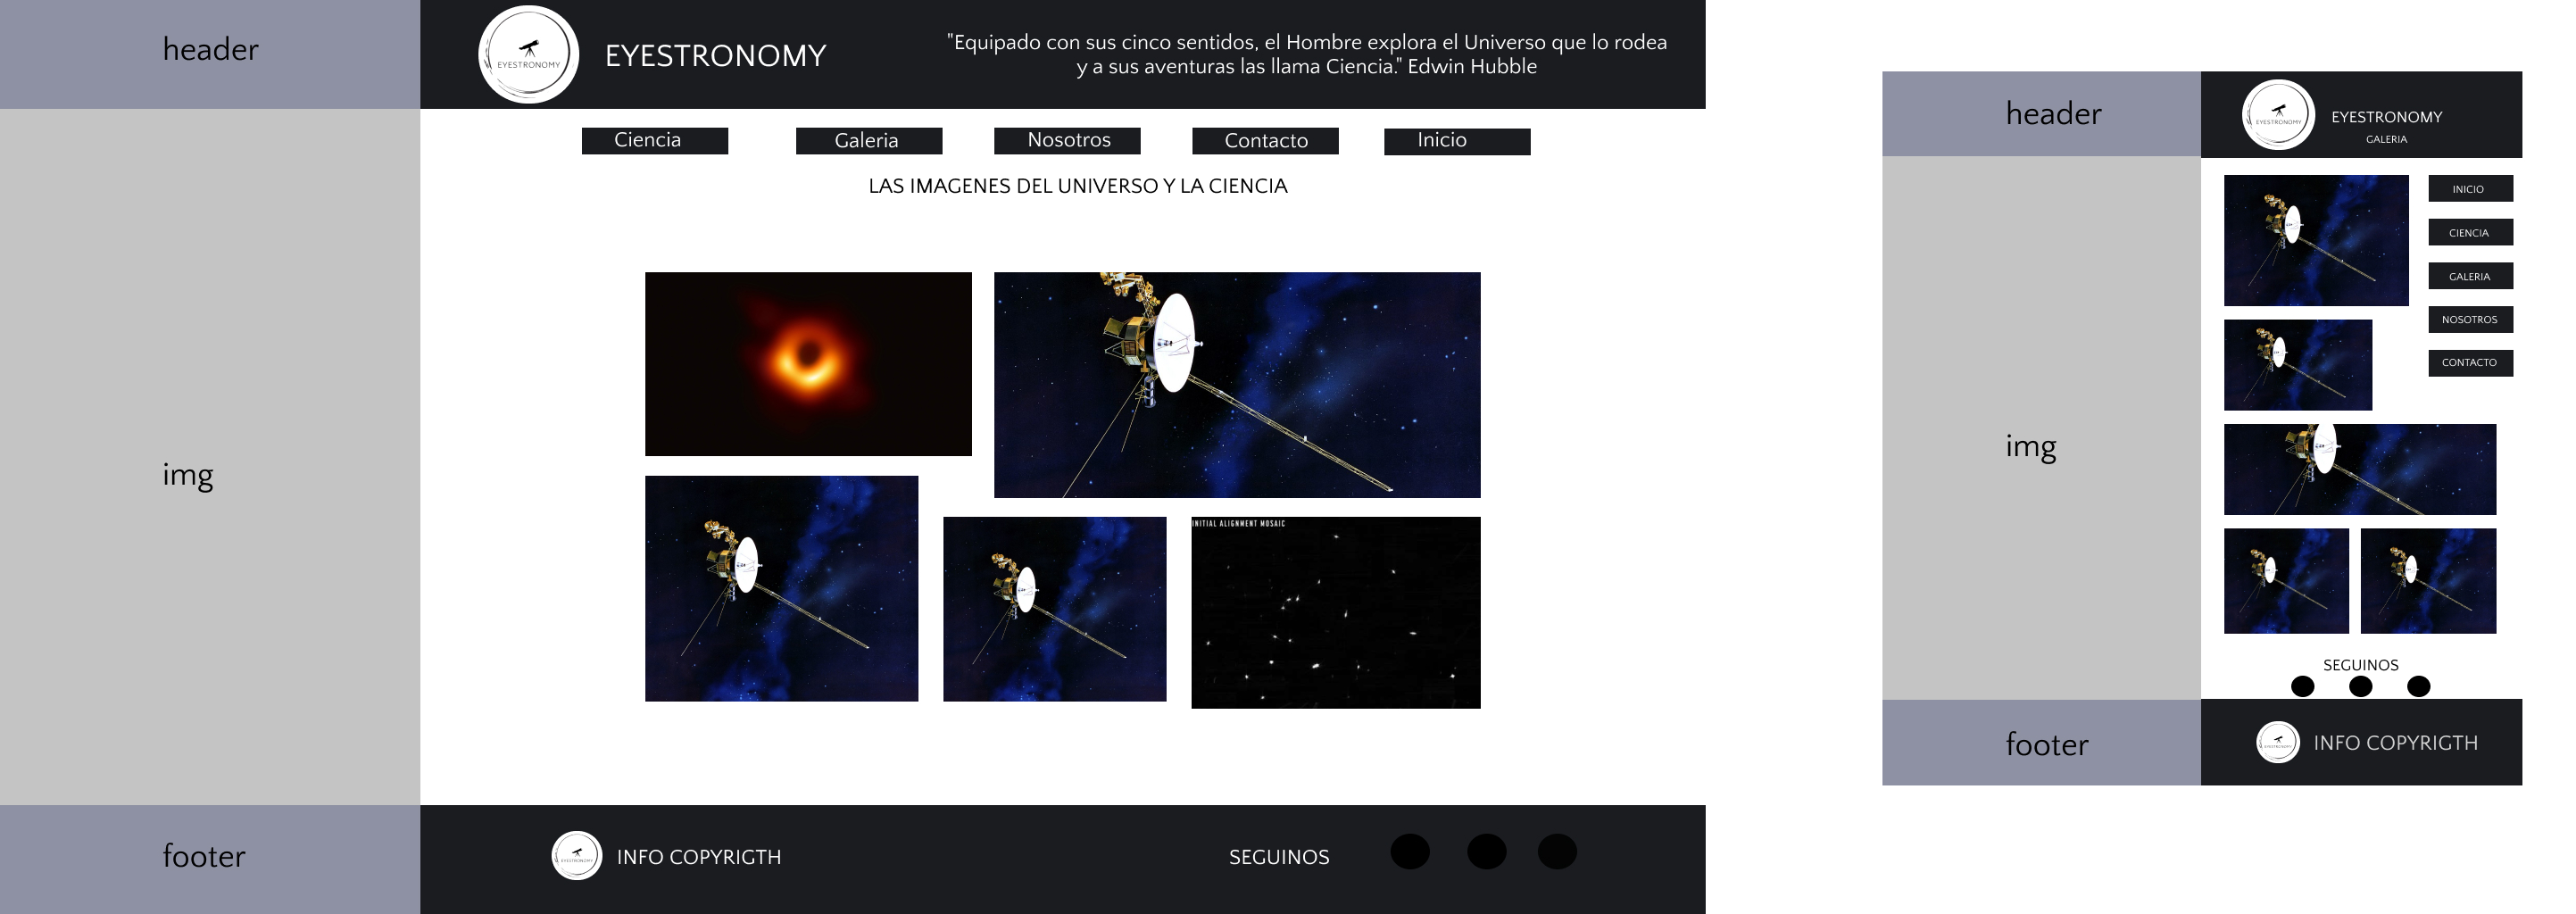 header
EYESTRONOMY
EYESTRONOMY
"Equipado con sus cinco sentidos, el Hombre explora el Universo que lo rodea
y a sus aventuras las llama Ciencia." Edwin Hubble
Ciencia
Galeria
Nosotros
Contacto
Inicio
LAS IMAGENES DEL UNIVERSO Y LA CIENCIA
img
INITIAL ALIGNMENT MOSAIC
footer
EYESTRONOMY
INFO COPYRIGTH
SEGUINOS
header
EYESTRONOMY
EYESTRONOMY
GALERIA
INICIO
CIENCIA
GALERIA
NOSOTROS
CONTACTO
img
SEGUINOS
footer
EYESTRONOMY
INFO COPYRIGTH